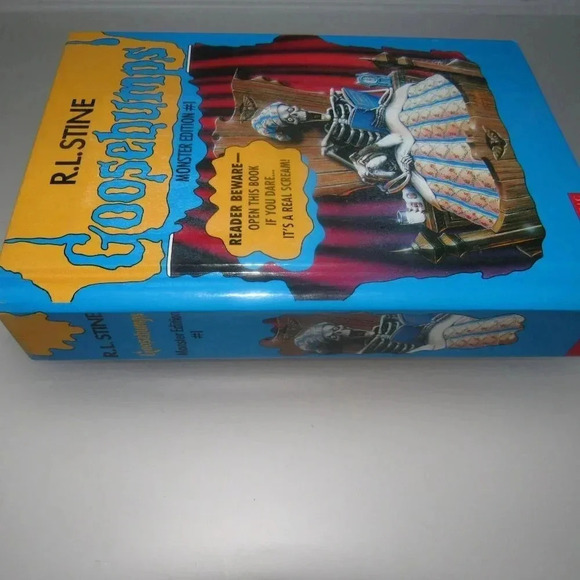 R.L. STINE
Goosebumps
MONSTER EDITION #1
READER BEWARE—
OPEN THIS BOOK
IF YOU DARE...
IT'S A REAL SCREAM!
R.L. STINE
Goosebumps
Monster Edition
#1